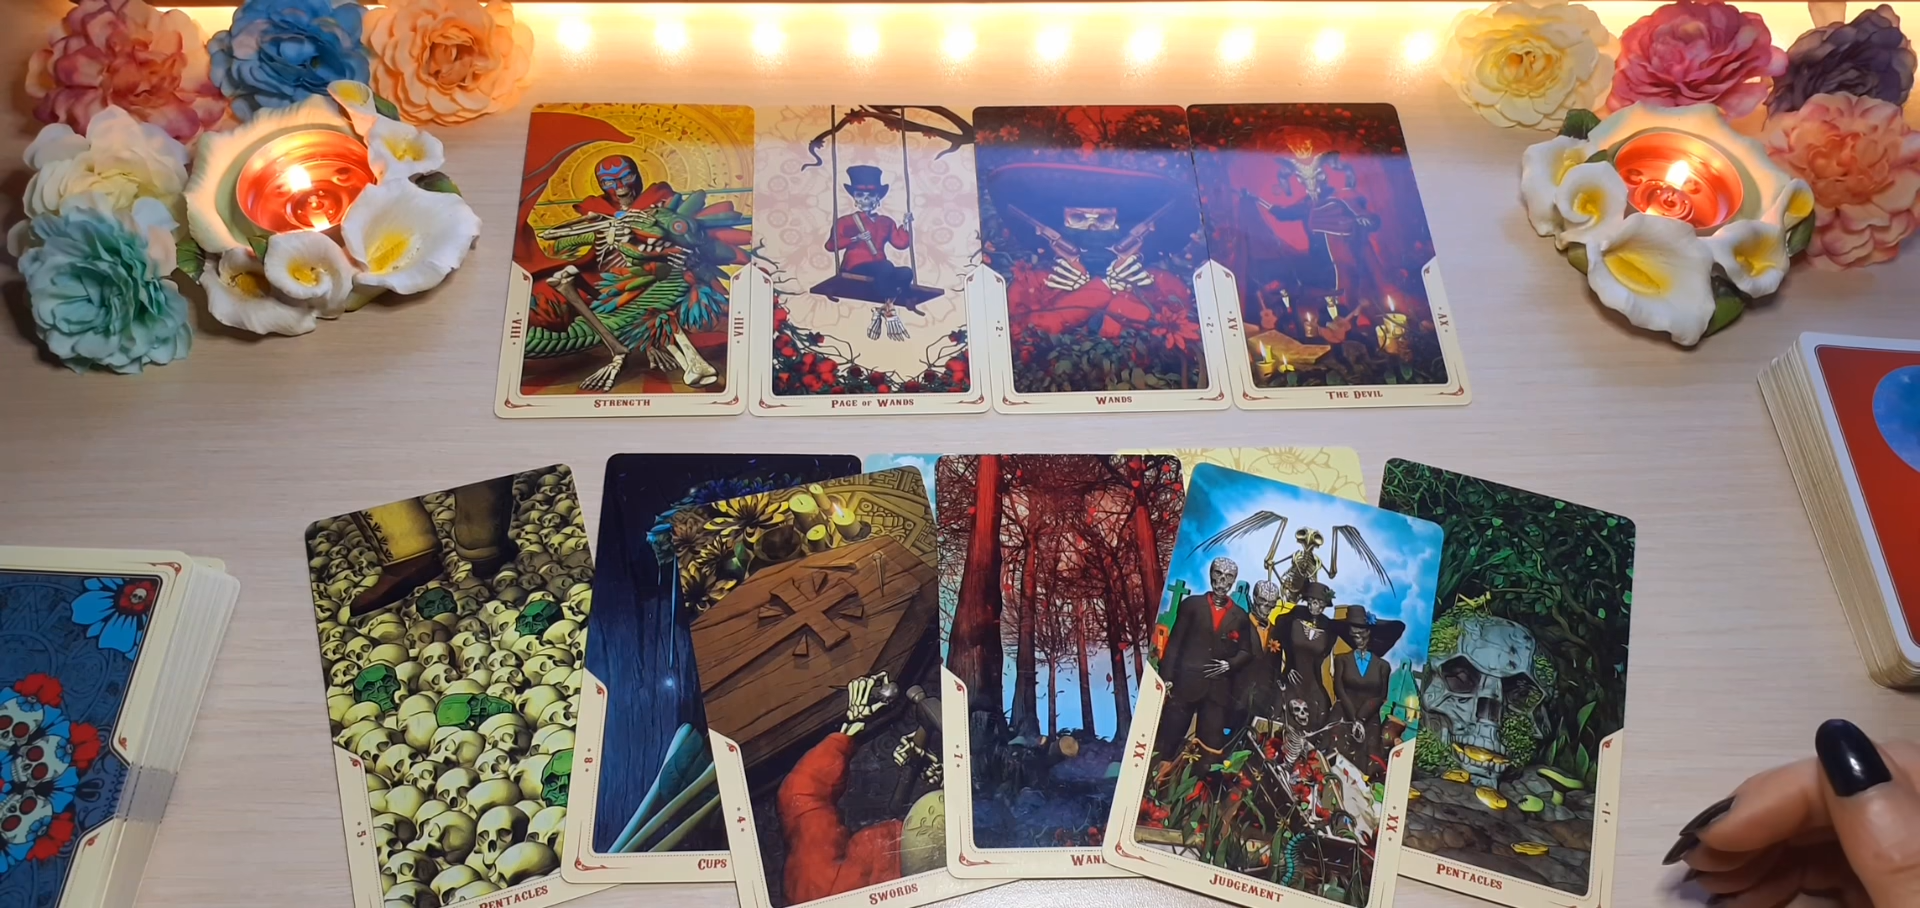 · VIII ·
· VIII ·
STRENGTH
PAGE OF WANDS
· 2 ·
· 2 ·
WANDS
· XV ·
· XV ·
THE DEVIL
· 5 ·
PENTACLES
· 8 ·
CUPS
· 4 ·
SWORDS
· 7 ·
WAN
· XX ·
· XX ·
JUDGEMENT
· 1 ·
PENTACLES